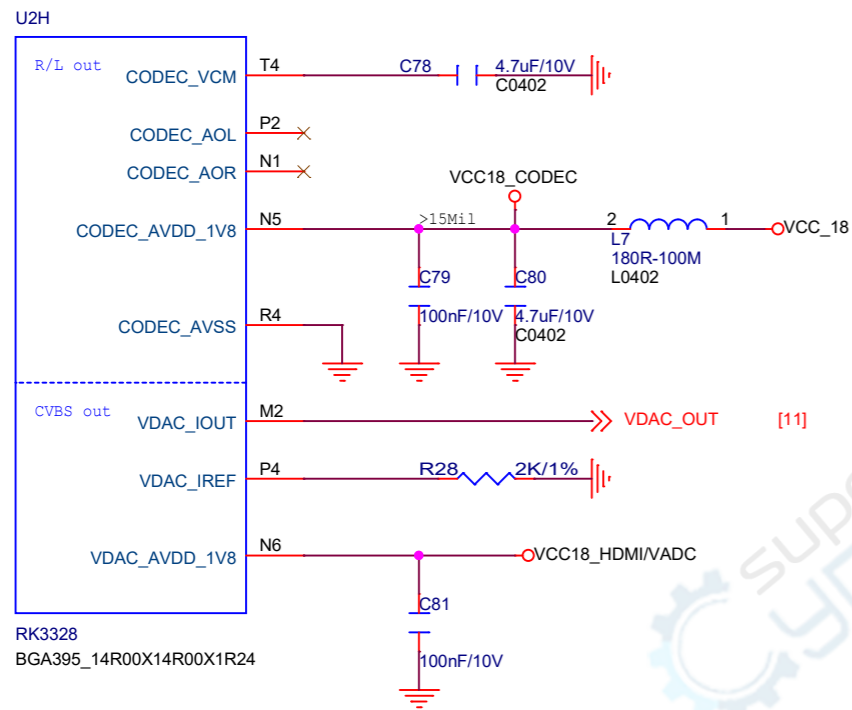 U2H
R/L out
CODEC_VCM
T4
C78
4.7uF/10V
C0402
CODEC_AOL
P2
CODEC_AOR
N1
VCC18_CODEC
CODEC_AVDD_1V8
N5
>15Mil
2
1
VCC_18
L7
180R-100M
L0402
C79
100nF/10V
C80
4.7uF/10V
C0402
CODEC_AVSS
R4
CVBS out
VDAC_IOUT
M2
VDAC_OUT
[11]
VDAC_IREF
P4
R28
2K/1%
VDAC_AVDD_1V8
N6
VCC18_HDMI/VADC
C81
100nF/10V
RK3328
BGA395_14R00X14R00X1R24